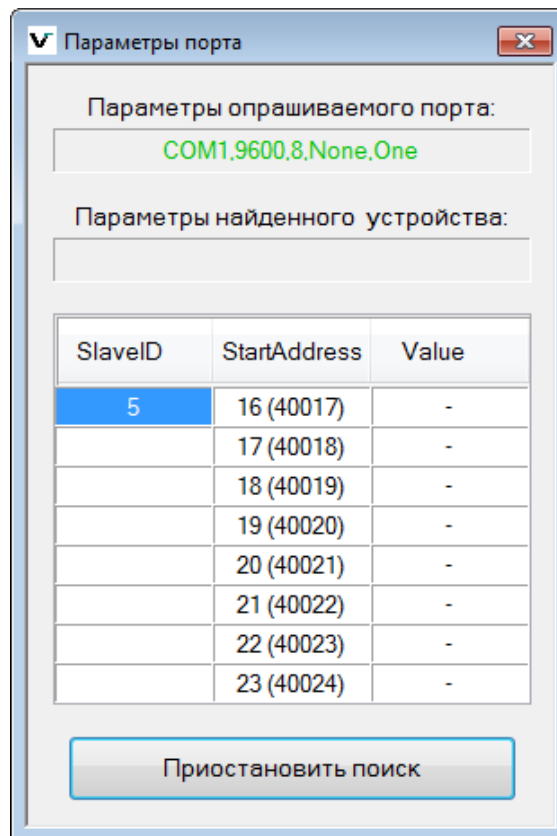 Параметры порта
Параметры опрашиваемого порта:
COM1,9600,8,None,One
Параметры найденного устройства:
SlaveID StartAddress Value
5 16 (40017) -
17 (40018) -
18 (40019) -
19 (40020) -
20 (40021) -
21 (40022) -
22 (40023) -
23 (40024) -
Приостановить поиск